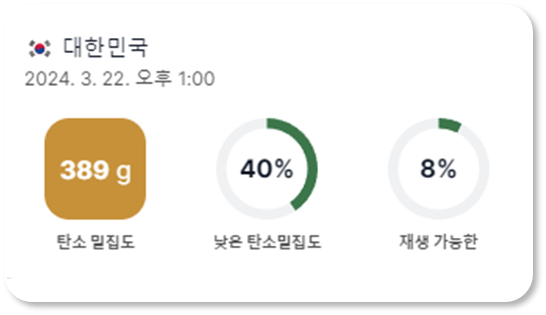 대한민국
2024. 3. 22. 오후 1:00
389 g
40%
8%
탄소 밀집도
낮은 탄소밀집도
재생 가능한